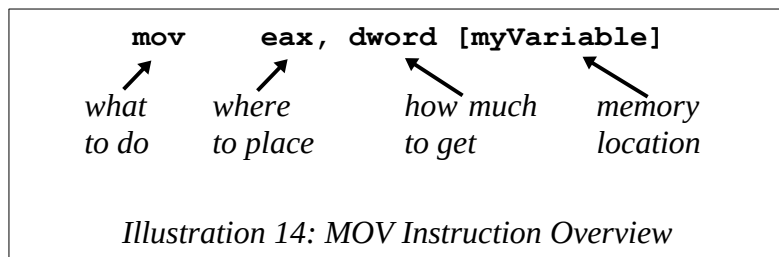 mov eax, dword [myVariable]
what where how much memory
to do to place to get location
Illustration 14: MOV Instruction Overview